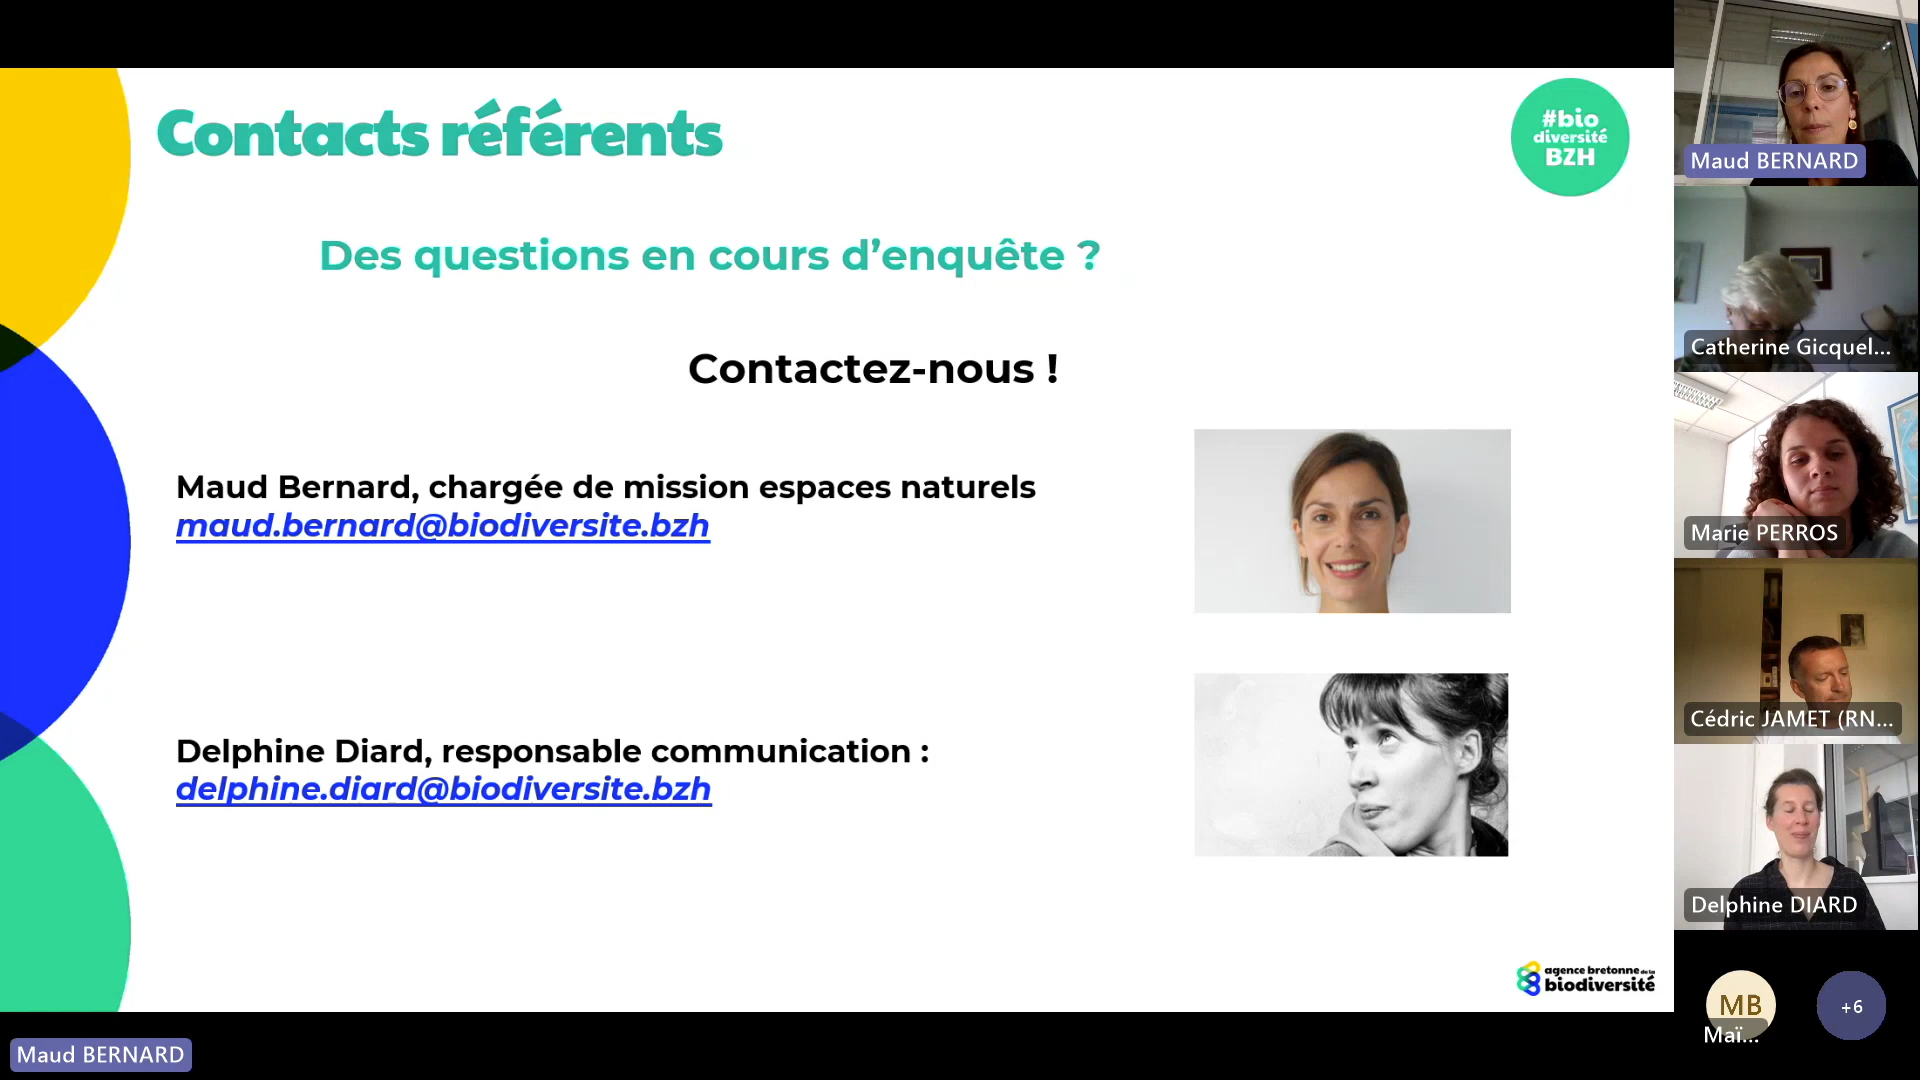 Contacts référents
#bio
diversité
BZH
Des questions en cours d’enquête ?
Contactez-nous !
Maud Bernard, chargée de mission espaces naturels
maud.bernard@biodiversite.bzh
Delphine Diard, responsable communication :
delphine.diard@biodiversite.bzh
agence bretonne de la
biodiversité
Maud BERNARD
Maud BERNARD
Catherine Gicquel...
Marie PERROS
Cédric JAMET (RN...
Delphine DIARD
MB
Maï...
+6